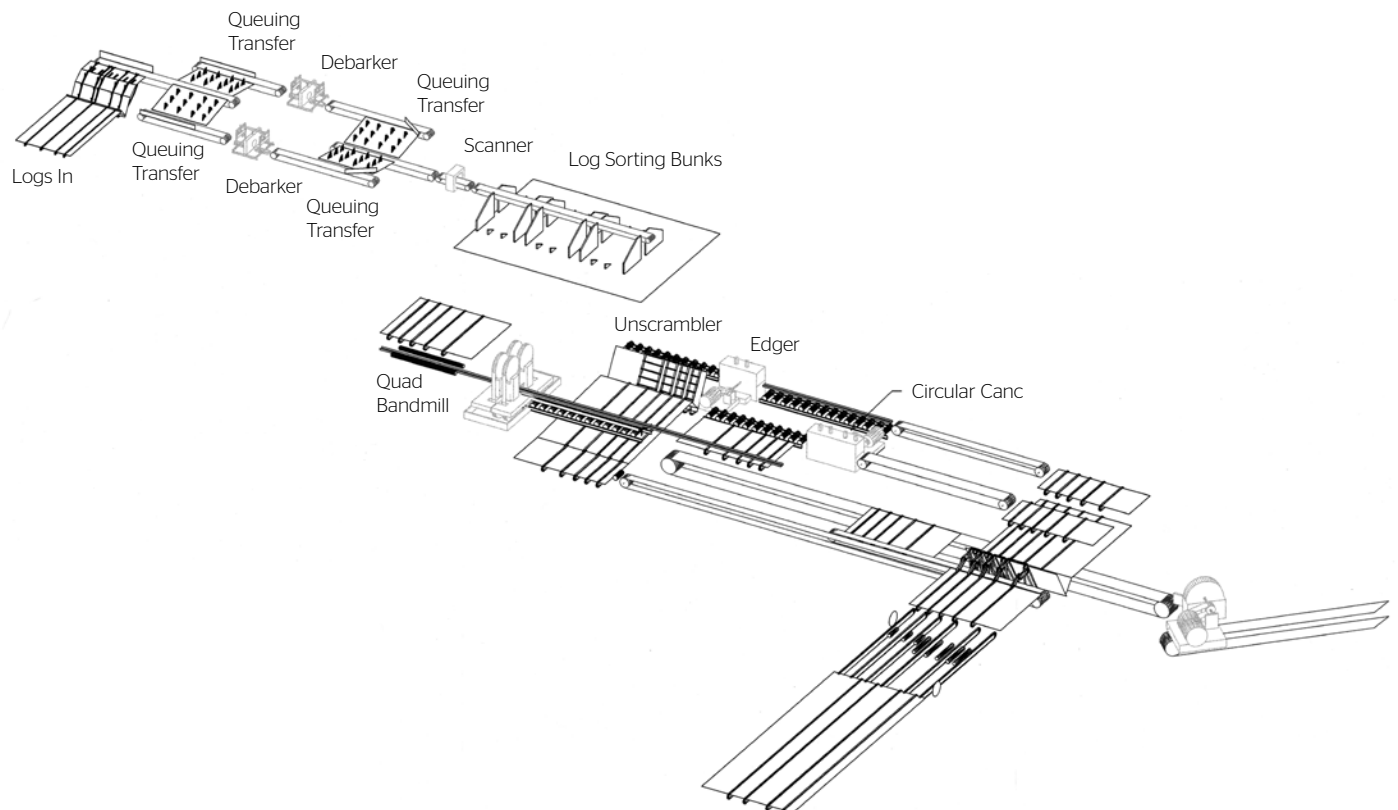 Queuing
Transfer
Debarker
Queuing
Transfer
Scanner
Log Sorting Bunks
Logs In
Queuing
Transfer
Debarker
Queuing
Transfer
Unscrambler
Edger
Quad
Bandmill
Circular Canc